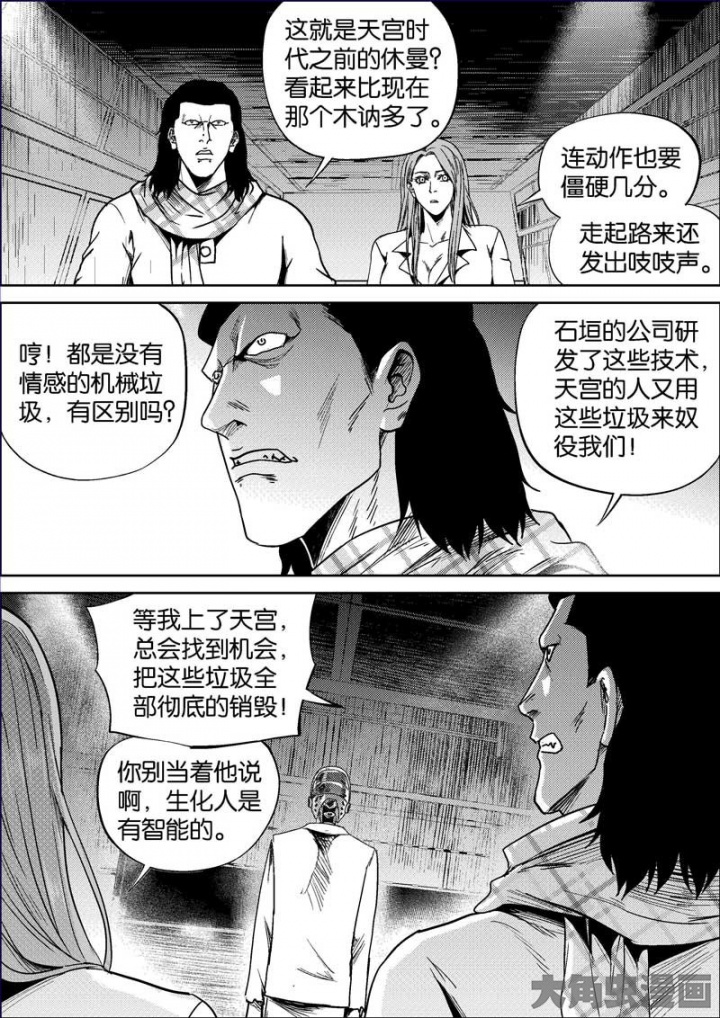 这就是天宫时
代之前的休曼?
看起来比现在
那个木讷多了。
连动作也要
僵硬几分。
走起路来还
发出吱吱声。
哼!都是没有
情感的机械垃
圾,有区别吗?
石垣的公司研
发了这些技术,
天宫的人又用
这些垃圾来奴
役我们!
等我上了天宫,
总会找到机会,
把这些垃圾全
部彻底的销毁!
你别当着他说
啊,生化人是
有智能的。
大角虫漫画